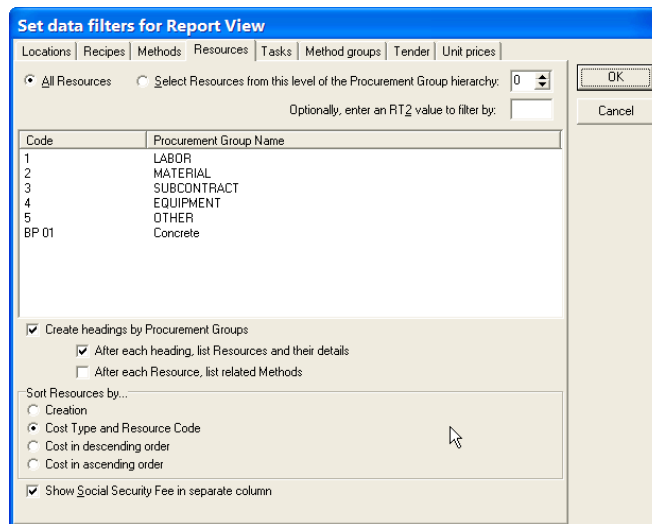 Set data filters for Report View
Locations Recipes Methods Resources Tasks Method groups Tender Unit prices
All Resources Select Resources from this level of the Procurement Group hierarchy: 0 OK
Optionally, enter an RT2 value to filter by: Cancel
Code Procurement Group Name
1 LABOR
2 MATERIAL
3 SUBCONTRACT
4 EQUIPMENT
5 OTHER
BP 01 Concrete
Create headings by Procurement Groups
After each heading, list Resources and their details
After each Resource, list related Methods
Sort Resources by...
Creation
Cost Type and Resource Code
Cost in descending order
Cost in ascending order
Show Social Security Fee in separate column